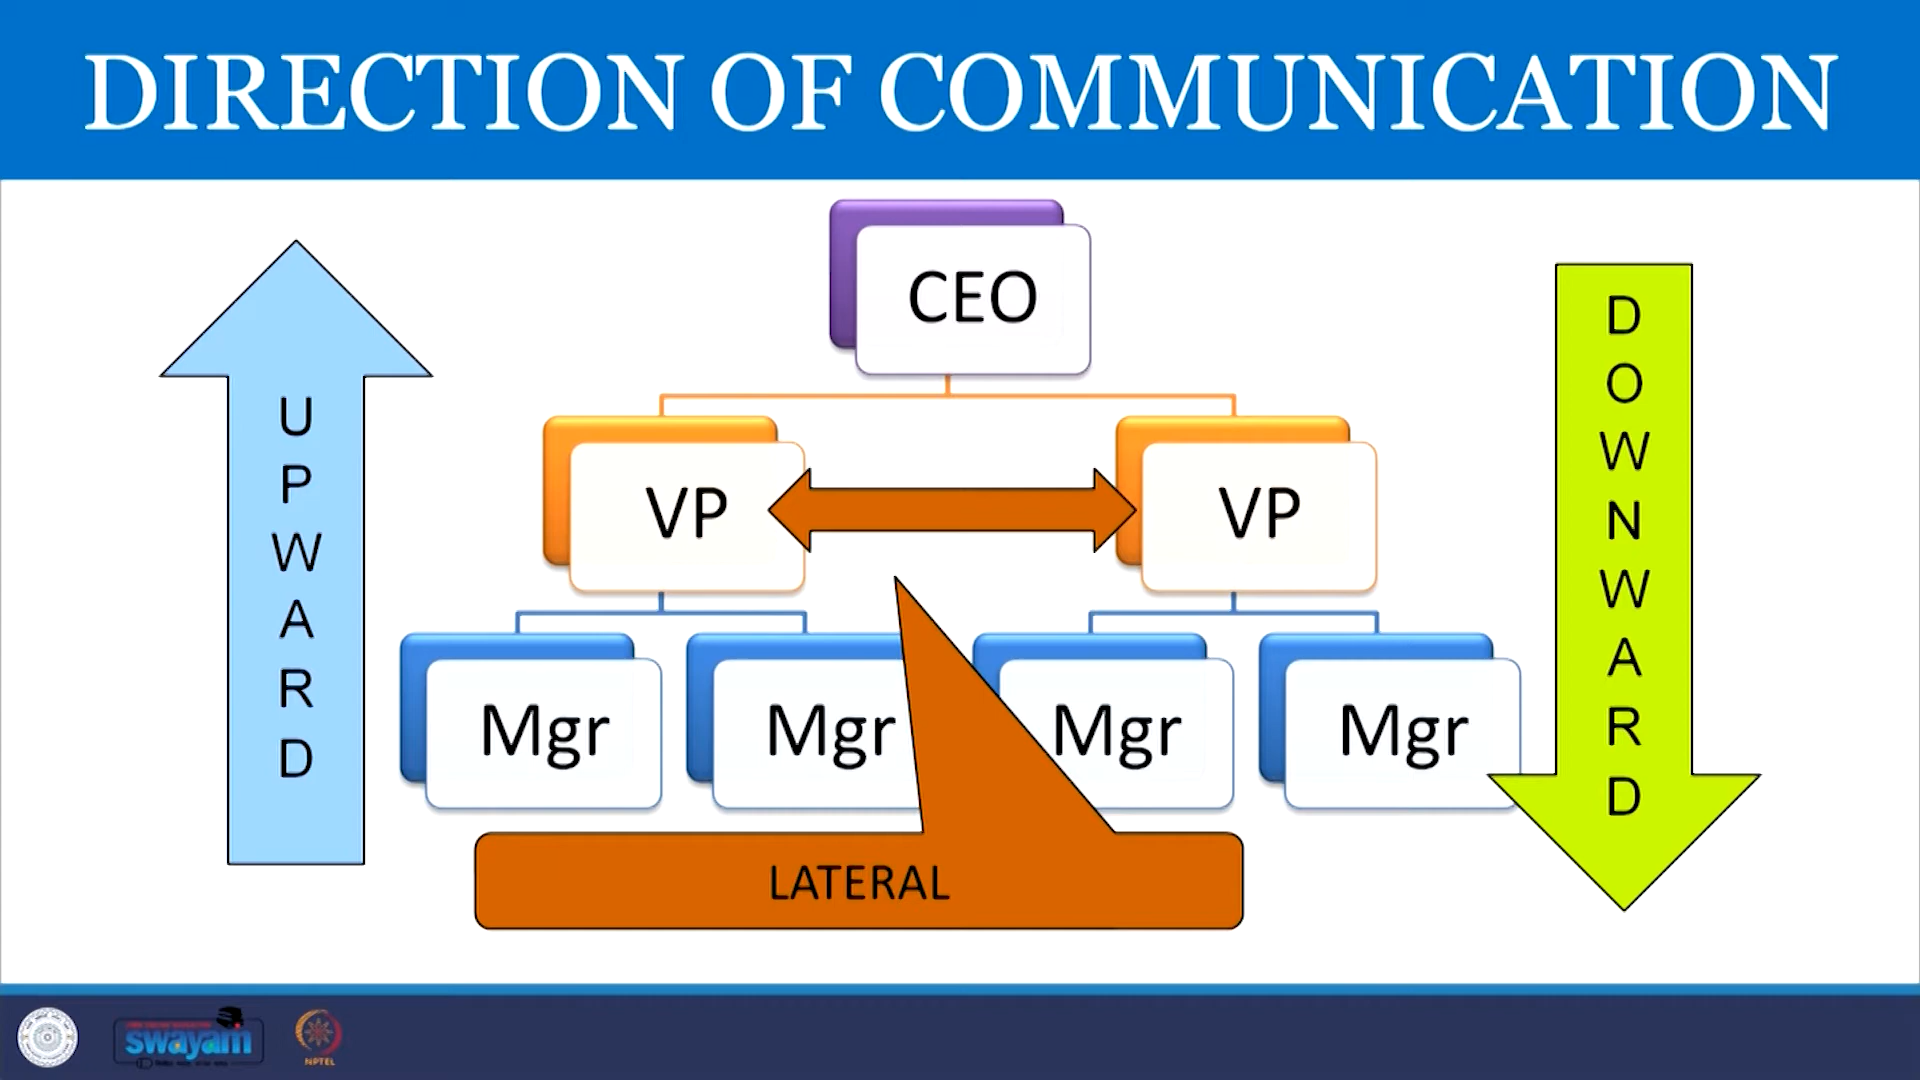 DIRECTION OF COMMUNICATION
CEO
UPWARD
DOWNWARD
VP
VP
Mgr
Mgr
Mgr
Mgr
LATERAL
swayam
NPTEL